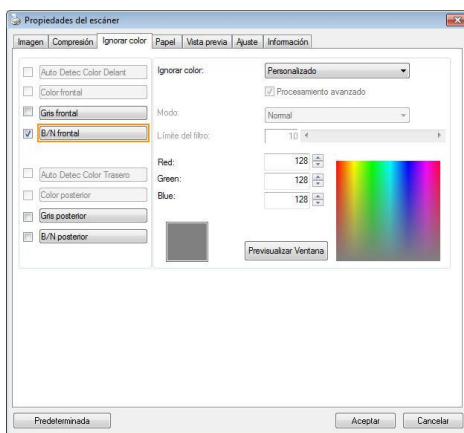 Propiedades del escáner
Imagen Compresión Ignorar color Papel Vista previa Ajuste Información
Auto Detec Color Delant
Color frontal
Gris frontal
B/N frontal
Auto Detec Color Trasero
Color posterior
Gris posterior
B/N posterior
Ignorar color: Personalizado
Procesamiento avanzado
Modo: Normal
Límite del filtro: 10
Red: 128
Green: 128
Blue: 128
Previsualizar Ventana
Predeterminada Aceptar Cancelar